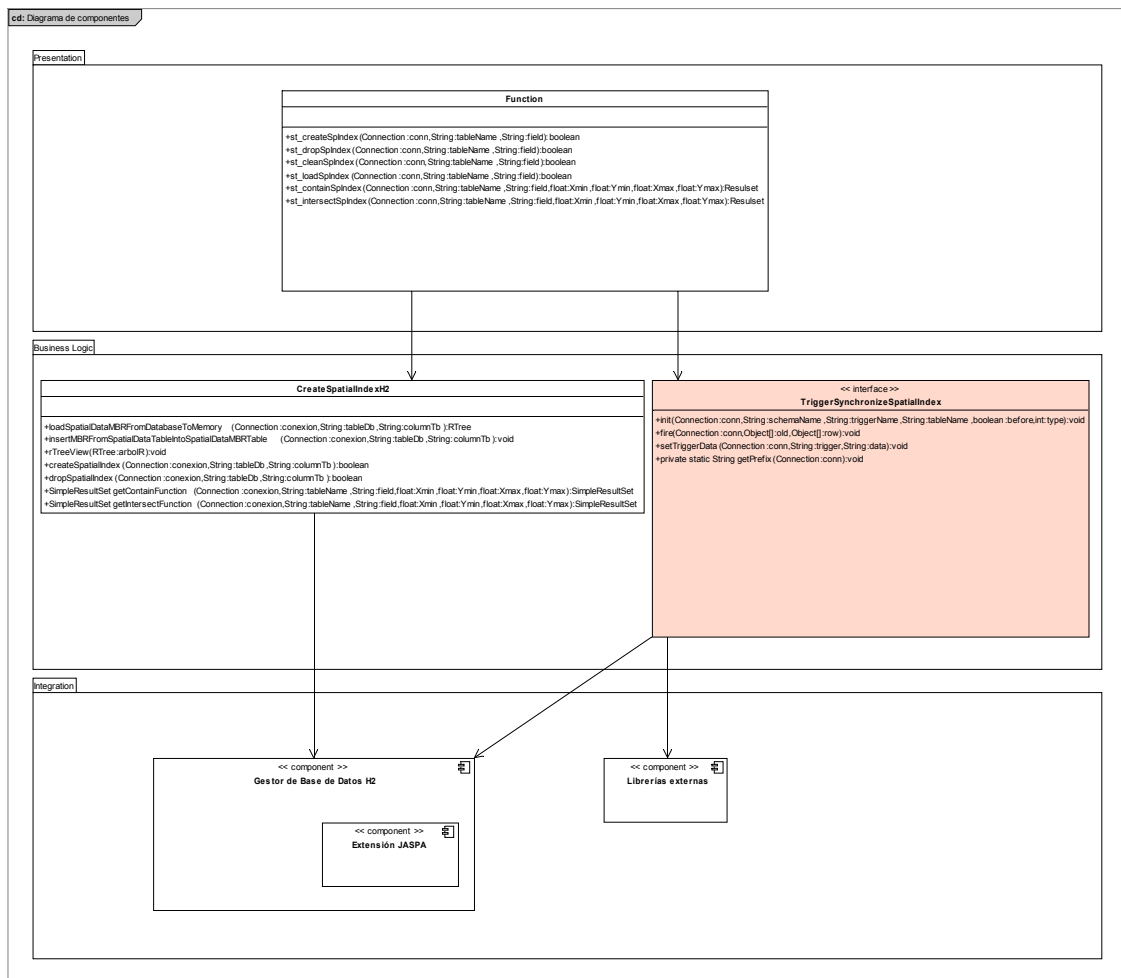 cd: Diagrama de componentes
Presentation
Function
+st_createSpIndex(Connection:conn,String:tableName,String:field):boolean
+st_dropSpIndex(Connection:conn,String:tableName,String:field):boolean
+st_cleanSpIndex(Connection:conn,String:tableName,String:field):boolean
+st_loadSpIndex(Connection:conn,String:tableName,String:field):boolean
+st_containSpIndex(Connection:conn,String:tableName,String:field,float:Xmin,float:Ymin,float:Xmax,float:Ymax):Resulset
+st_intersectSpIndex(Connection:conn,String:tableName,String:field,float:Xmin,float:Ymin,float:Xmax,float:Ymax):Resulset
Business Logic
CreateSpatialIndexH2
+loadSpatialDataMBRFromDatabaseToMemory (Connection:conexion,String:tableDb,String:columnTb):RTree
+insertMBRFromSpatialDataTableIntoSpatialDataMBRTable (Connection:conexion,String:tableDb,String:columnTb):void
+rTreeView(RTree:arbolR):void
+createSpatialIndex(Connection:conexion,String:tableDb,String:columnTb):boolean
+dropSpatialIndex(Connection:conexion,String:tableDb,String:columnTb):boolean
+SimpleResultSet getContainFunction (Connection:conexion,String:tableName,String:field,float:Xmin,float:Ymin,float:Xmax,float:Ymax):SimpleResultSet
+SimpleResultSet getIntersectFunction (Connection:conexion,String:tableName,String:field,float:Xmin,float:Ymin,float:Xmax,float:Ymax):SimpleResultSet
<< interface >>
TriggerSynchronizeSpatialIndex
+init(Connection:conn,String:schemaName,String:triggerName,String:tableName,boolean:before,int:type):void
+fire(Connection:conn,Object[]:old,Object[]:row):void
+setTriggerData(Connection:conn,String:trigger,String:data):void
+private static String getPrefix(Connection:conn):void
Integration
<< component >>
Gestor de Base de Datos H2
<< component >>
Extensión JASPA
<< component >>
Librerías externas